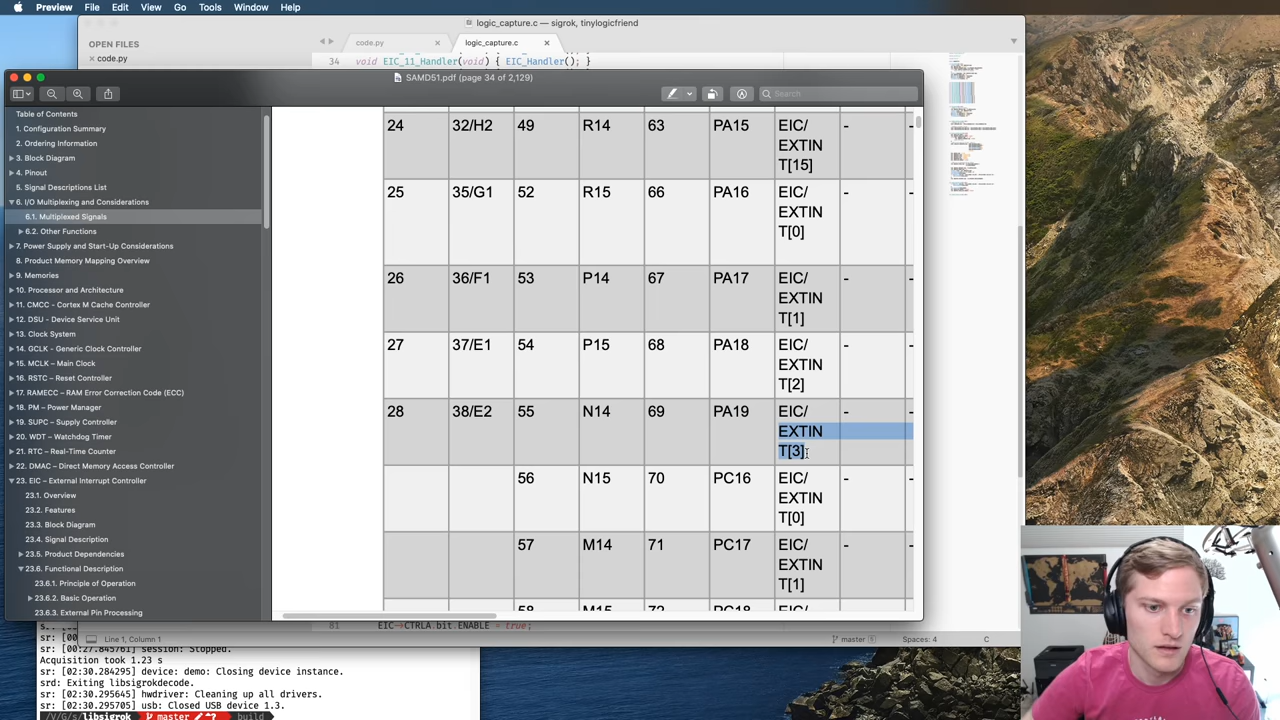 Preview File Edit View Go Tools Window Help
logic_capture.c — sigrok, tinylogicfriend
OPEN FILES
code.py
code.py
logic_capture.c
34 void EIC_11_Handler(void) { EIC_Handler(); }
SAMD51.pdf (page 34 of 2,129)
Search
Table of Contents
1. Configuration Summary
2. Ordering Information
3. Block Diagram
4. Pinout
5. Signal Descriptions List
6. I/O Multiplexing and Considerations
6.1. Multiplexed Signals
6.2. Other Functions
7. Power Supply and Start-Up Considerations
8. Product Memory Mapping Overview
9. Memories
10. Processor and Architecture
11. CMCC - Cortex M Cache Controller
12. DSU - Device Service Unit
13. Clock System
14. GCLK - Generic Clock Controller
15. MCLK – Main Clock
16. RSTC – Reset Controller
17. RAMECC – RAM Error Correction Code (ECC)
18. PM – Power Manager
19. SUPC – Supply Controller
20. WDT – Watchdog Timer
21. RTC – Real-Time Counter
22. DMAC – Direct Memory Access Controller
23. EIC – External Interrupt Controller
23.1. Overview
23.2. Features
23.3. Block Diagram
23.4. Signal Description
23.5. Product Dependencies
23.6. Functional Description
23.6.1. Principle of Operation
23.6.2. Basic Operation
23.6.3. External Pin Processing
24 32/H2 49 R14 63 PA15 EIC/ - -
EXTIN
T[15]
25 35/G1 52 R15 66 PA16 EIC/ - -
EXTIN
T[0]
26 36/F1 53 P14 67 PA17 EIC/ - -
EXTIN
T[1]
27 37/E1 54 P15 68 PA18 EIC/ - -
EXTIN
T[2]
28 38/E2 55 N14 69 PA19 EIC/ - -
EXTIN
T[3]
56 N15 70 PC16 EIC/ - -
EXTIN
T[0]
57 M14 71 PC17 EIC/ - -
EXTIN
T[1]
58 M15 72 PC18 EIC/
81 EIC->CTRLA.bit.ENABLE = true;
Line 1, Column 1
master 5
Spaces: 4
C
sr: [00:27.845761] session: Stopped.
Acquisition took 1.23 s
sr: [02:30.284295] device: demo: Closing device instance.
srd: Exiting libsigrokdecode.
sr: [02:30.295645] hwdriver: Cleaning up all drivers.
sr: [02:30.295705] usb: Closed USB device 1.3.
/V/G/s/libsigrok master build